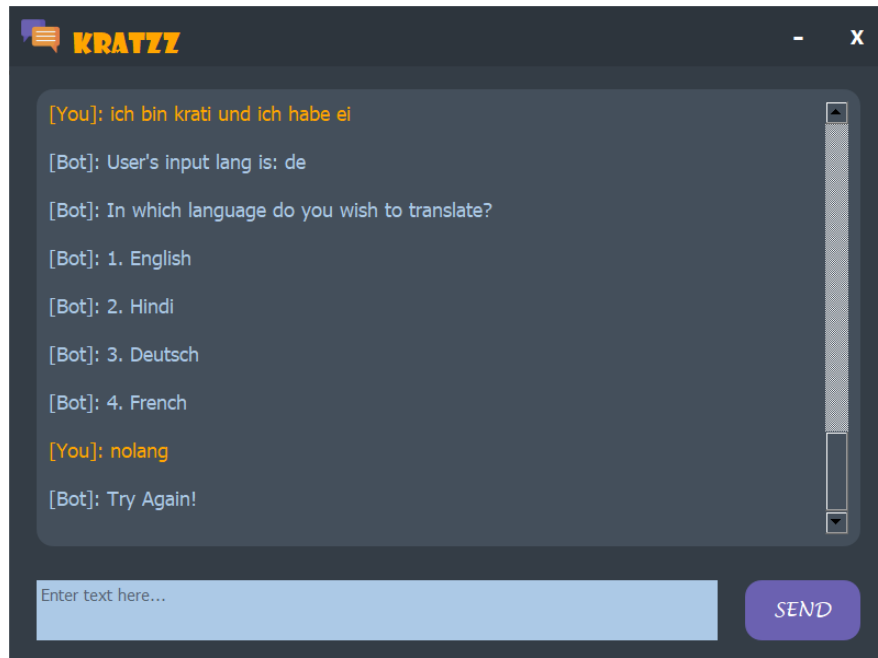 KRATZZ
- X
[You]: ich bin krati und ich habe ei
[Bot]: User's input lang is: de
[Bot]: In which language do you wish to translate?
[Bot]: 1. English
[Bot]: 2. Hindi
[Bot]: 3. Deutsch
[Bot]: 4. French
[You]: nolang
[Bot]: Try Again!
Enter text here...
SEND